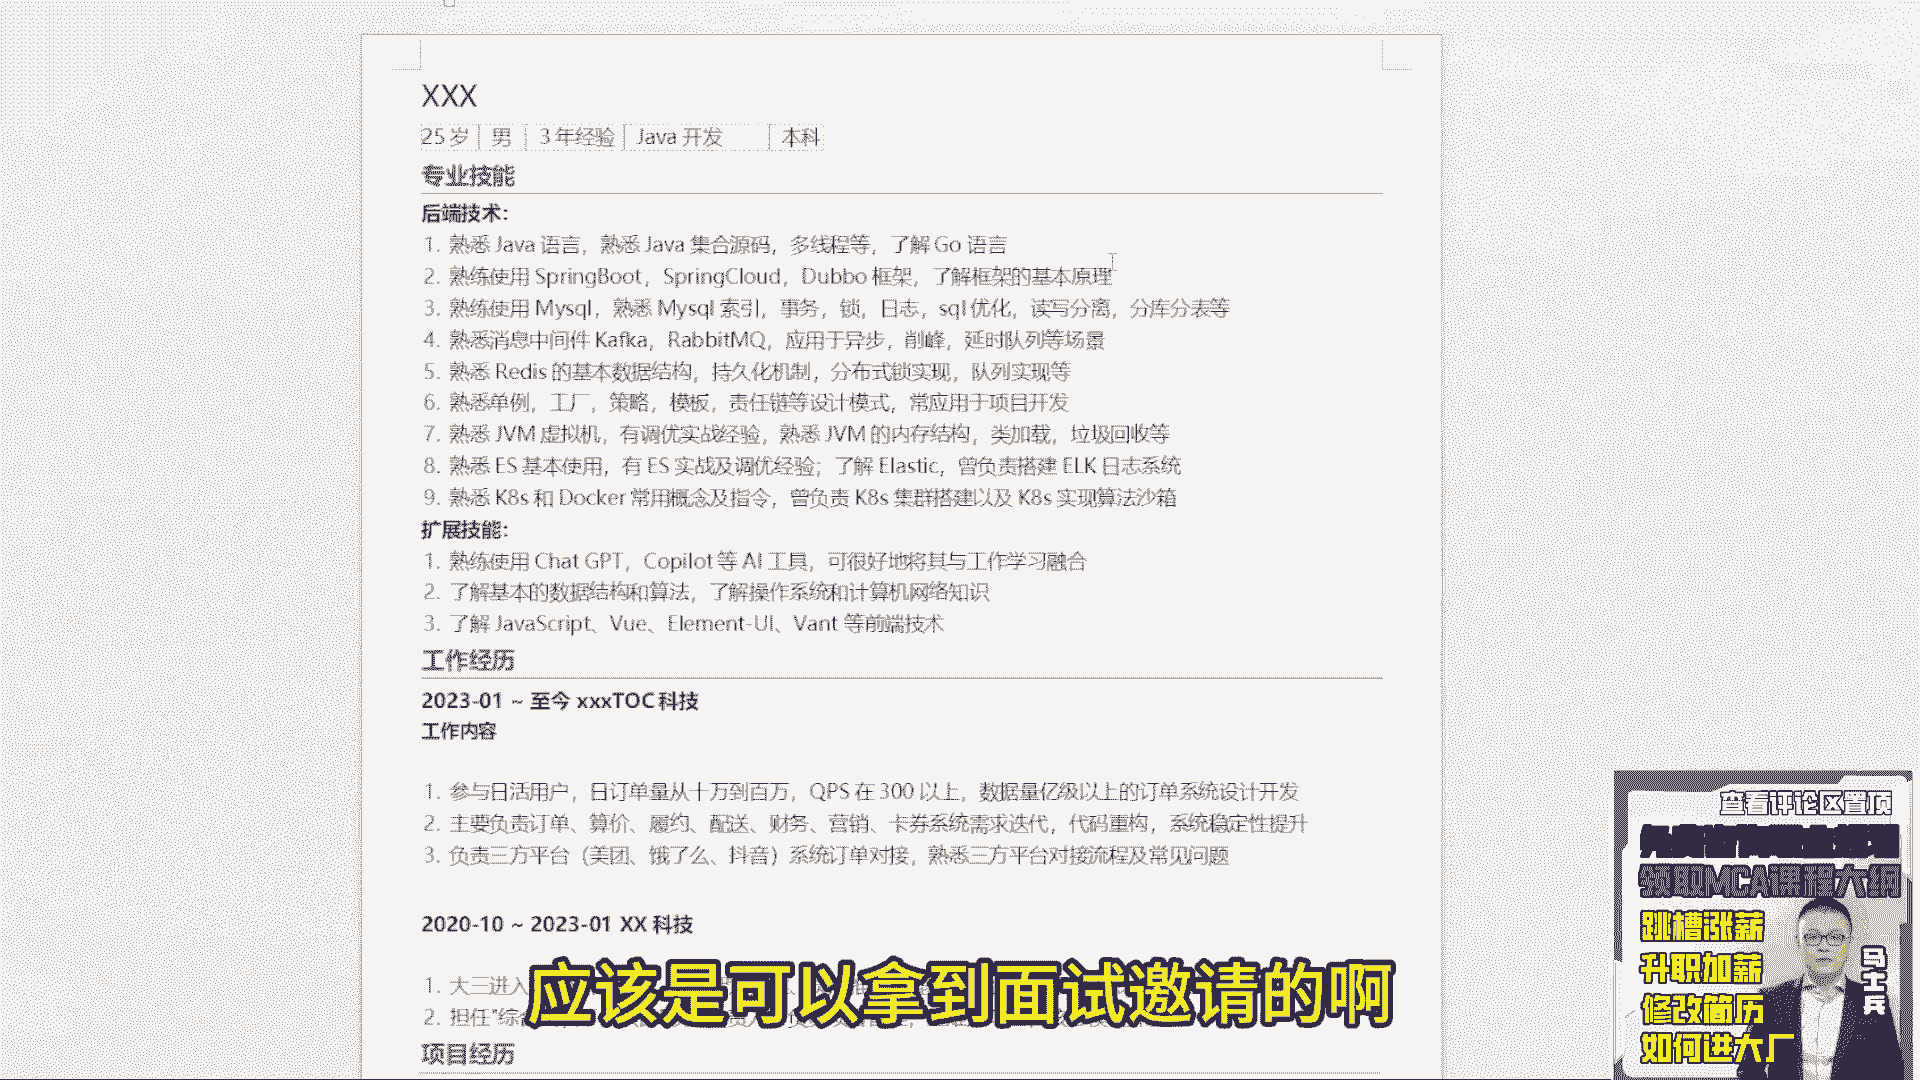 XXX
25 岁 男 3 年经验 Java 开发 本科
专业技能
后端技术:
1. 熟悉 Java 语言，熟悉 Java 集合源码，多线程等，了解 Go 语言
2. 熟练使用 SpringBoot，SpringCloud，Dubbo 框架，了解框架的基本原理
3. 熟练使用 Mysql，熟悉 Mysql 索引，事务，锁，日志，sql 优化，读写分离，分库分表等
4. 熟悉消息中间件 Kafka，RabbitMQ，应用于异步，削峰，延时队列等场景
5. 熟悉 Redis 的基本数据结构，持久化机制，分布式锁实现，队列实现等
6. 熟悉单例，工厂，策略，模板，责任链等设计模式，常应用于项目开发
7. 熟悉 JVM 虚拟机，有调优实战经验，熟悉 JVM 的内存结构，类加载，垃圾回收等
8. 熟悉 ES 基本使用，有 ES 实战及调优经验；了解 Elastic，曾负责搭建 ELK 日志系统
9. 熟悉 K8s 和 Docker 常用概念及指令，曾负责 K8s 集群搭建以及 K8s 实现算法沙箱
扩展技能:
1. 熟练使用 Chat GPT，Copilot 等 AI 工具，可很好地将其与工作学习融合
2. 了解基本的数据结构和算法，了解操作系统和计算机网络知识
3. 了解 JavaScript、Vue、Element-UI、Vant 等前端技术
工作经历
2023-01 ~ 至今 xxxTOC 科技
工作内容
1. 参与日活用户，日订单量从十万到百万，QPS 在 300 以上，数据量亿级以上的订单系统设计开发
2. 主要负责订单、算价、履约、配送、财务、营销、卡券系统需求迭代，代码重构，系统稳定性提升
3. 负责三方平台（美团、饿了么、抖音）系统订单对接，熟悉三方平台对接流程及常见问题
2020-10 ~ 2023-01 XX 科技
1. 大三进入
2. 担任"综合
应该是可以拿到面试邀请的啊
项目经历
查看评论区置顶
领取MCA课程大纲
跳槽涨薪
升职加薪
修改简历
如何进大厂
马士兵